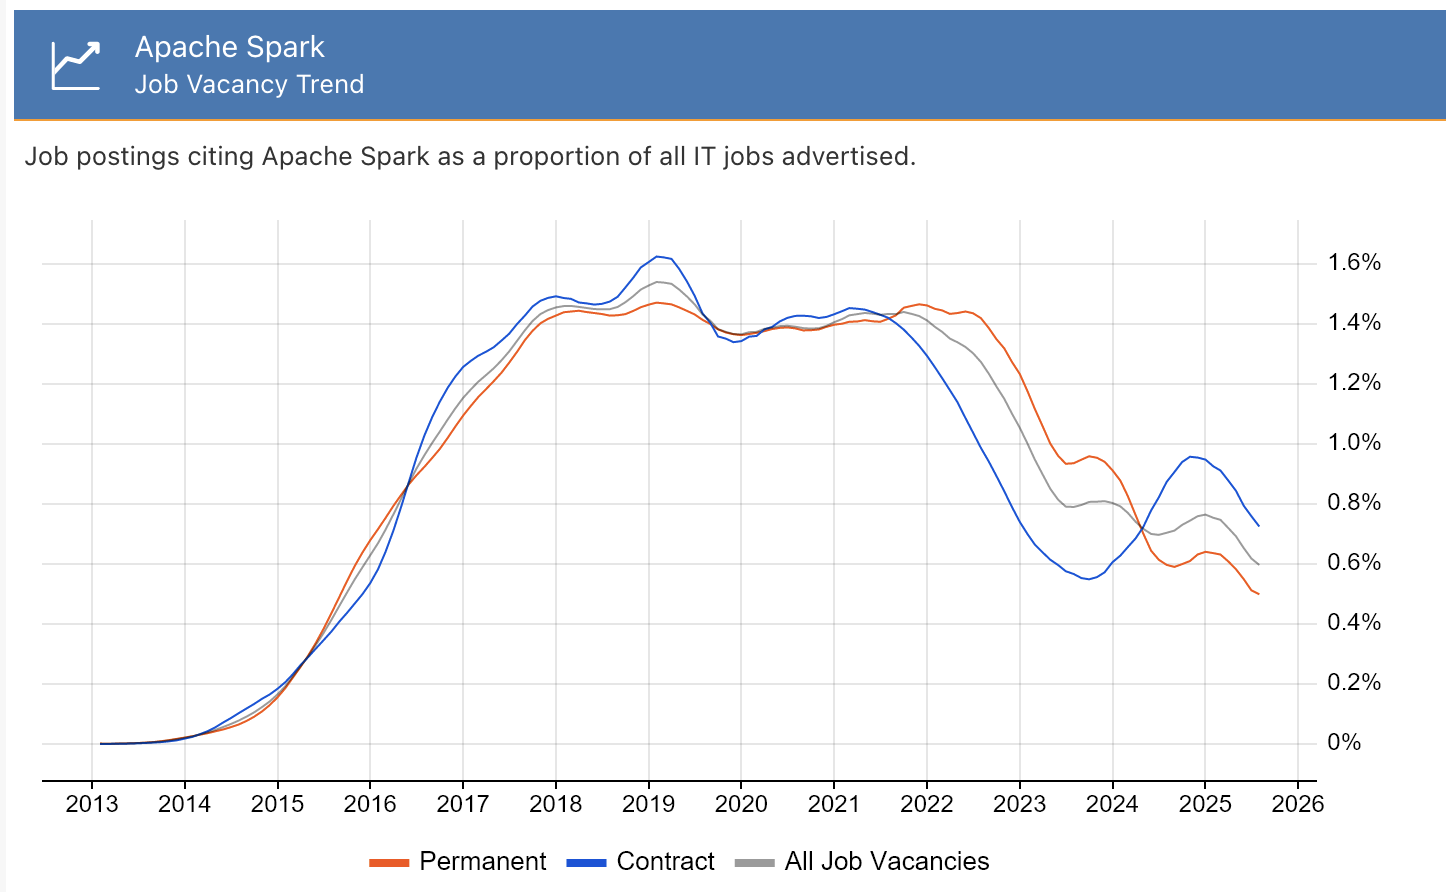 Apache Spark
Job Vacancy Trend
Job postings citing Apache Spark as a proportion of all IT jobs advertised.
1.6%
1.4%
1.2%
1.0%
0.8%
0.6%
0.4%
0.2%
0%
2013 2014 2015 2016 2017 2018 2019 2020 2021 2022 2023 2024 2025 2026
Permanent Contract All Job Vacancies